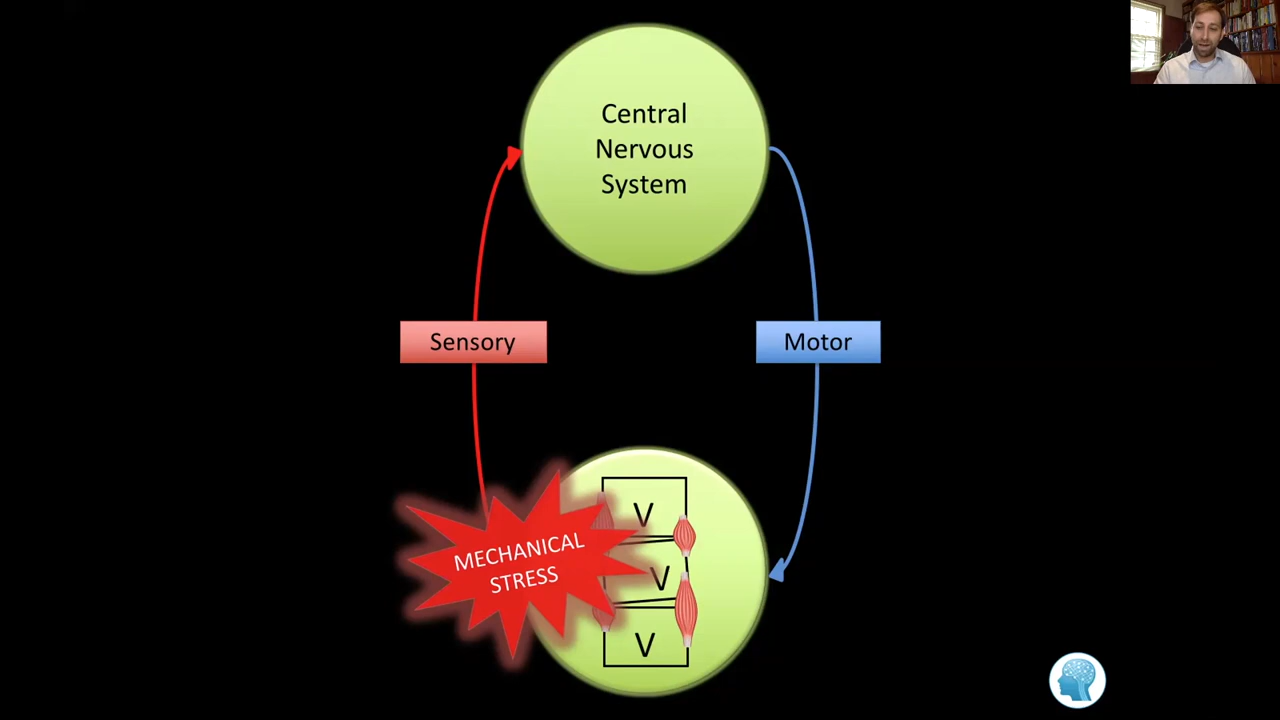 Central
Nervous
System
Sensory
Motor
MECHANICAL
STRESS
V
V
V